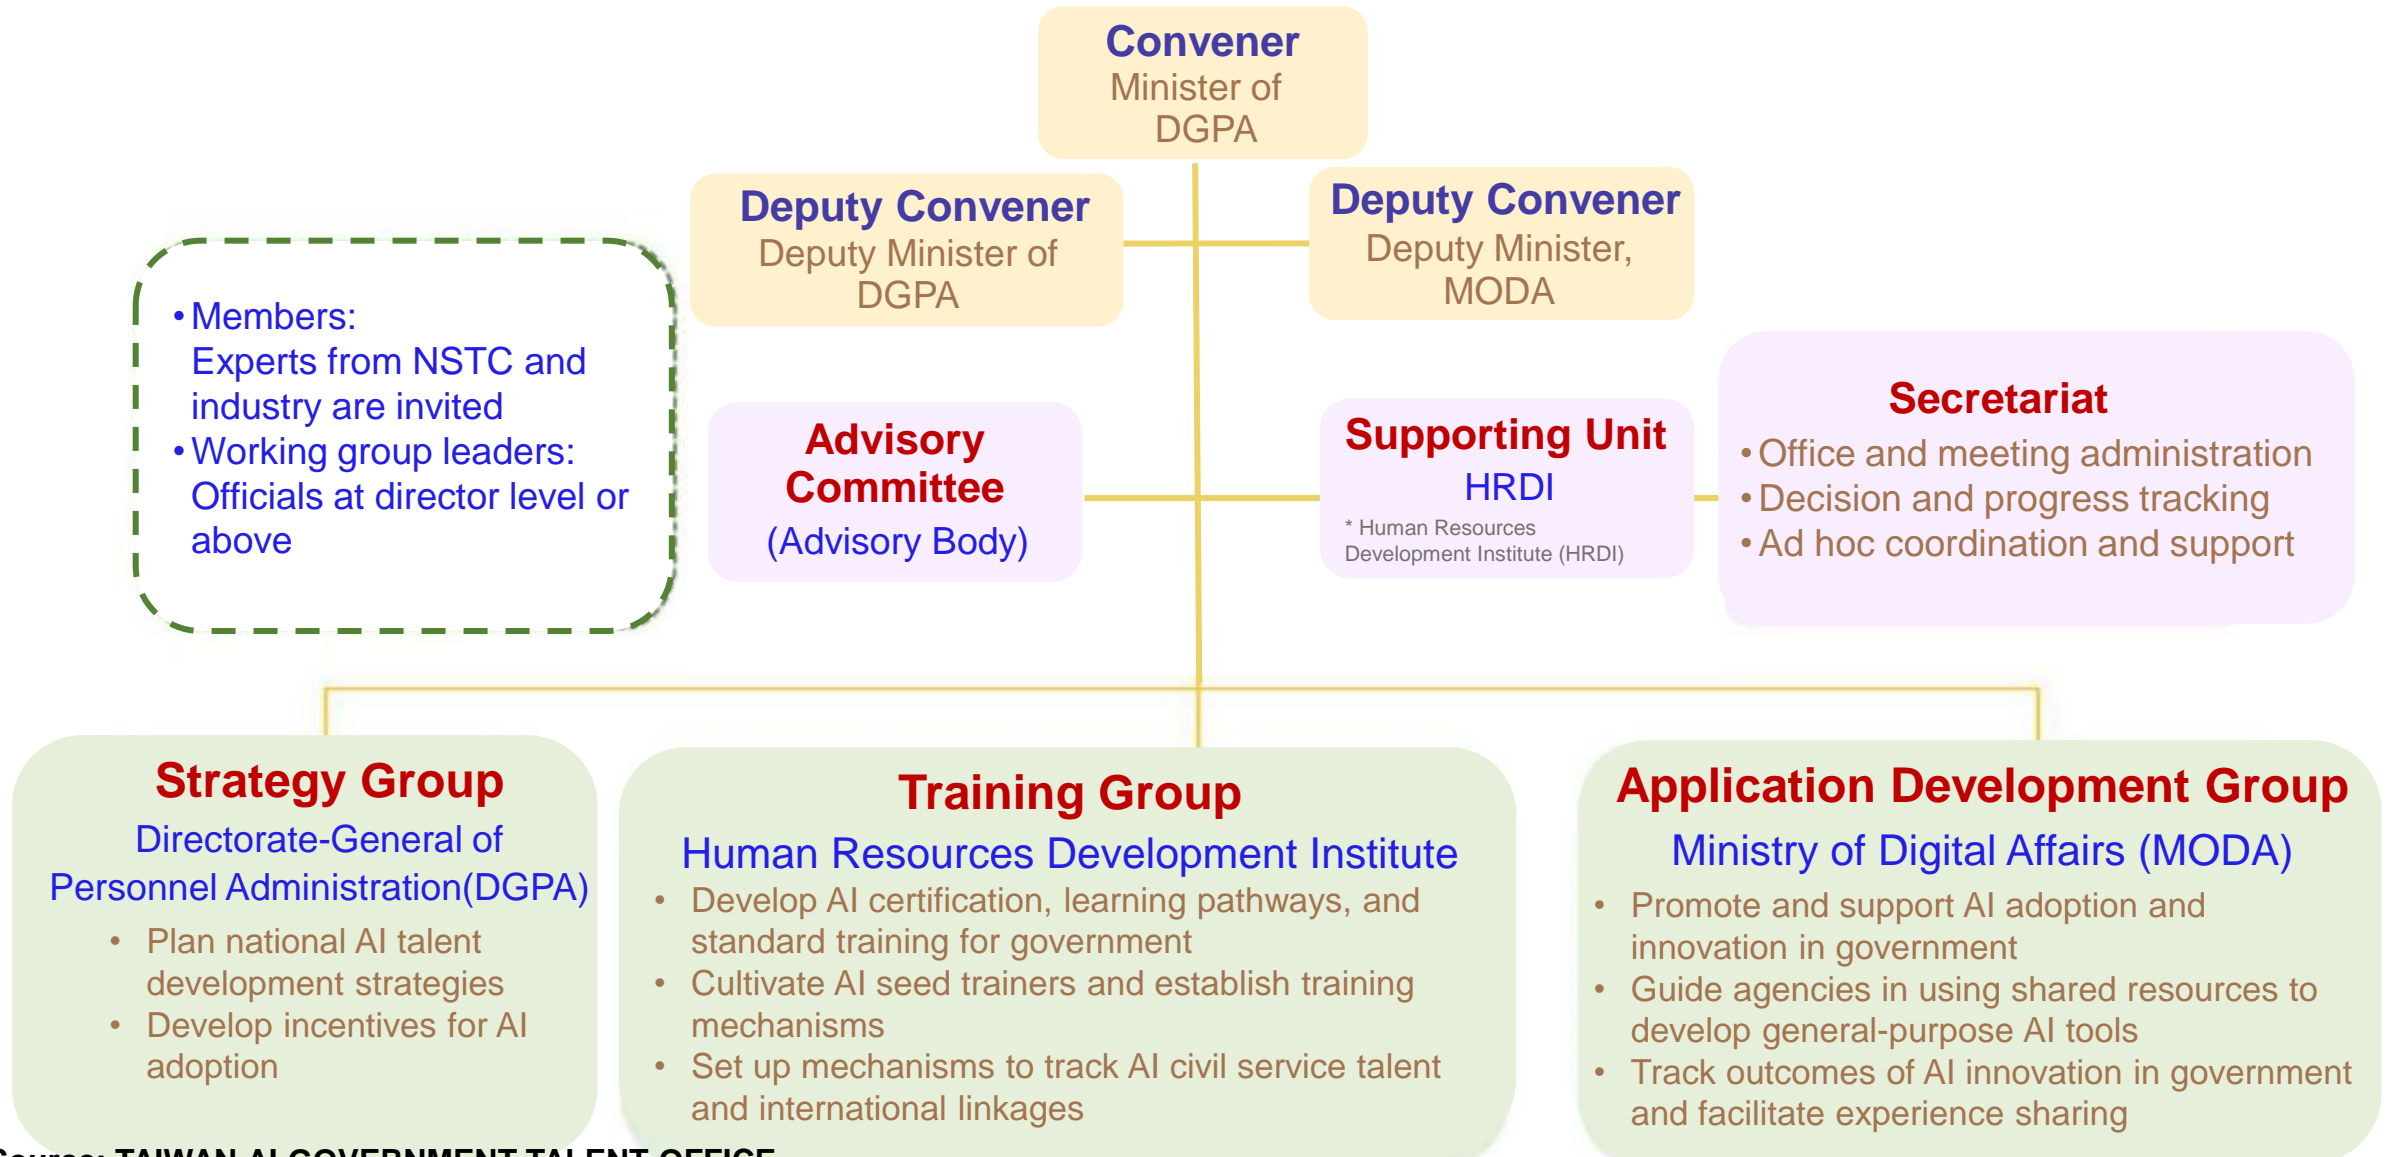 Convener
Minister of
DGPA
Deputy Convener
Deputy Minister of
DGPA
Deputy Convener
Deputy Minister,
MODA
• Members:
Experts from NSTC and
industry are invited
• Working group leaders:
Officials at director level or
above
Advisory
Committee
(Advisory Body)
Supporting Unit
HRDI
* Human Resources
Development Institute (HRDI)
Secretariat
• Office and meeting administration
• Decision and progress tracking
• Ad hoc coordination and support
Strategy Group
Directorate-General of
Personnel Administration(DGPA)
• Plan national AI talent
development strategies
• Develop incentives for AI
adoption
Training Group
Human Resources Development Institute
• Develop AI certification, learning pathways, and
standard training for government
• Cultivate AI seed trainers and establish training
mechanisms
• Set up mechanisms to track AI civil service talent
and international linkages
Application Development Group
Ministry of Digital Affairs (MODA)
• Promote and support AI adoption and
innovation in government
• Guide agencies in using shared resources to
develop general-purpose AI tools
• Track outcomes of AI innovation in government
and facilitate experience sharing
Source: TAIWAN AI GOVERNMENT TALENT OFFICE